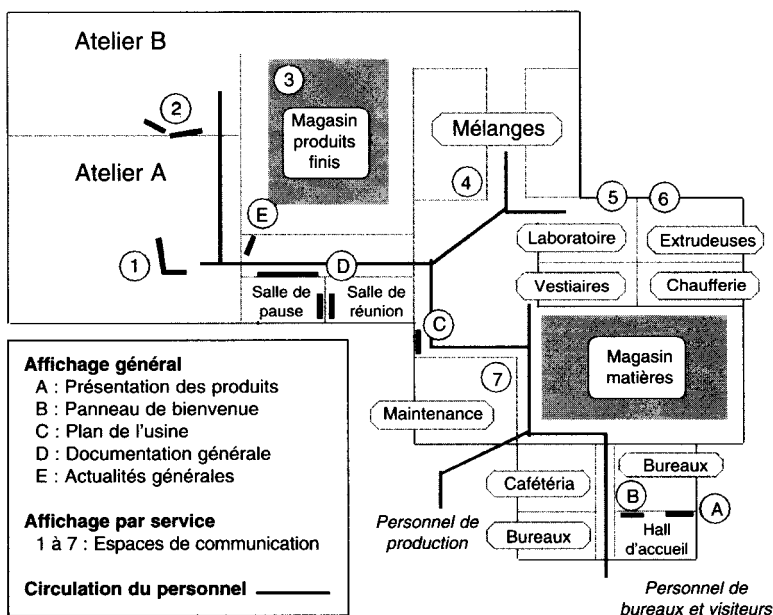 Atelier B
2
3
Magasin
produits
finis
Mélanges
Atelier A
E
4
5
6
1
D
Laboratoire
Extrudeuses
Salle de
pause
Salle de
réunion
Vestiaires
Chaufferie
C
Magasin
matières
7
Maintenance
Bureaux
Cafétéria
B
A
Bureaux
Hall
d'accueil
Personnel de
production
Personnel de
bureaux et visiteurs
Affichage général
A : Présentation des produits
B : Panneau de bienvenue
C : Plan de l'usine
D : Documentation générale
E : Actualités générales
Affichage par service
1 à 7 : Espaces de communication
Circulation du personnel